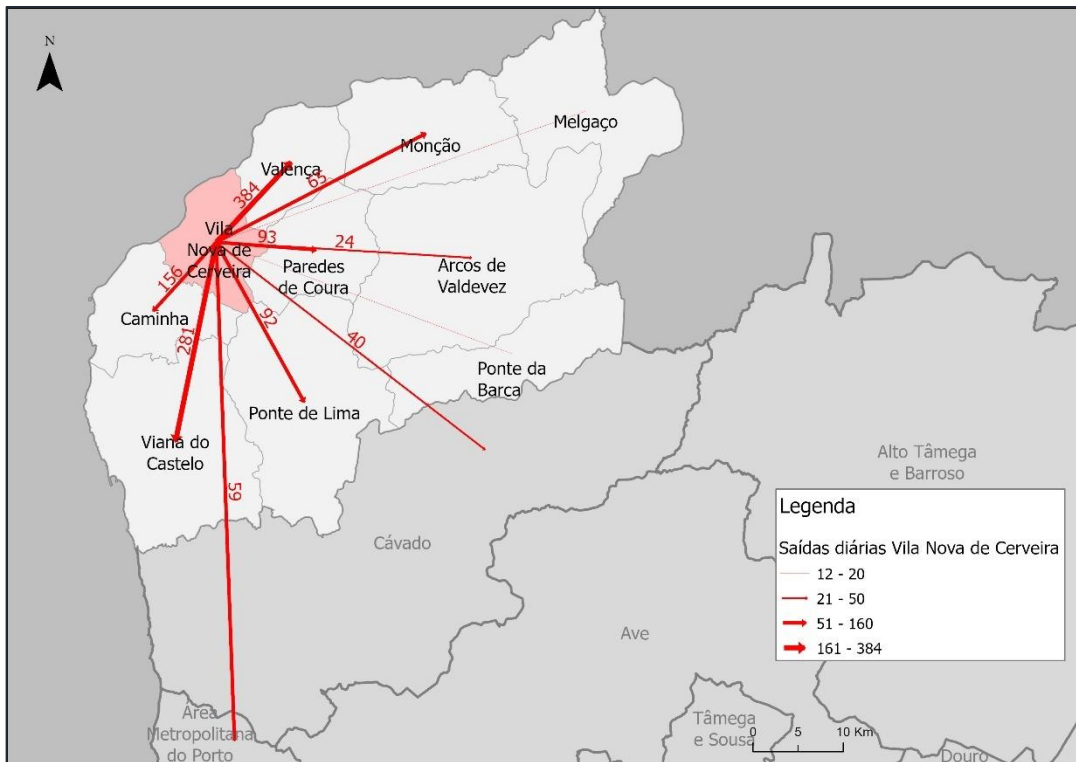 N
Melgaço
Monção
Valença
65
384
Vila
Nova de
Cerveira
93
24
Paredes
de Coura
Arcos de
Valdevez
156
Caminha
92
281
40
Ponte da
Barca
Ponte de Lima
Viana do
Castelo
59
Alto Tâmega
e Barroso
Cávado
Legenda
Saídas diárias Vila Nova de Cerveira
12 - 20
21 - 50
51 - 160
161 - 384
Ave
Área
Metropolitana
do Porto
Tâmega
e Sousa
0 5 10 Km
Douro